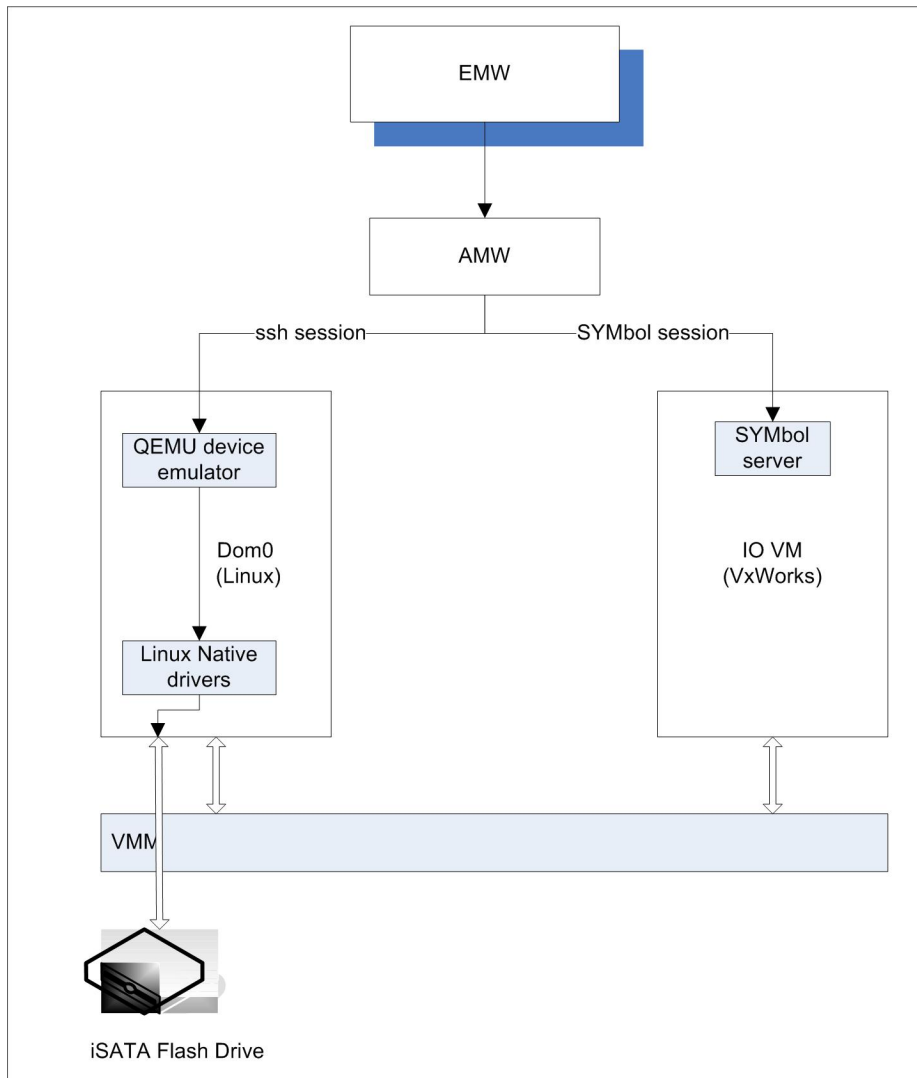 EMW
AMW
ssh session
SYMbol session
QEMU device
emulator
SYMbol
server
Dom0
(Linux)
IO VM
(VxWorks)
Linux Native
drivers
VMM
iSATA Flash Drive